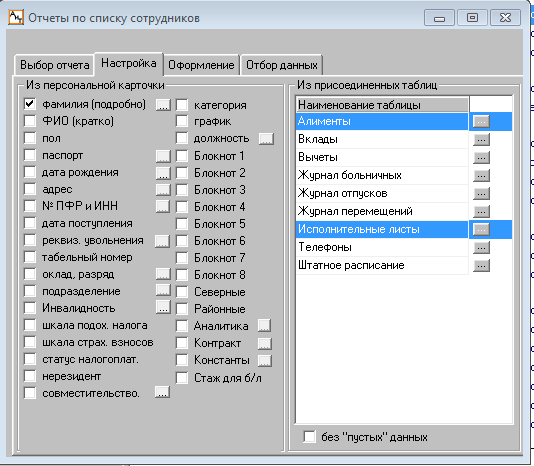 Отчеты по списку сотрудников
Выбор отчета
Настройка
Оформление
Отбор данных
Из персональной карточки
фамилия (подробно)
ФИО (кратко)
пол
паспорт
дата рождения
адрес
№ ПФР и ИНН
дата поступления
реквиз. увольнения
табельный номер
оклад, разряд
подразделение
Инвалидность
шкала подох. налога
шкала страх. взносов
статус налогоплат.
нерезидент
совместительство.
категория
график
должность
Блокнот 1
Блокнот 2
Блокнот 3
Блокнот 4
Блокнот 5
Блокнот 6
Блокнот 7
Блокнот 8
Северные
Районные
Аналитика
Контракт
Константы
Стаж для б/л
Из присоединенных таблиц
Наименование таблицы
Алименты
Вклады
Вычеты
Журнал больничных
Журнал отпусков
Журнал перемещений
Исполнительные листы
Телефоны
Штатное расписание
без "пустых" данных